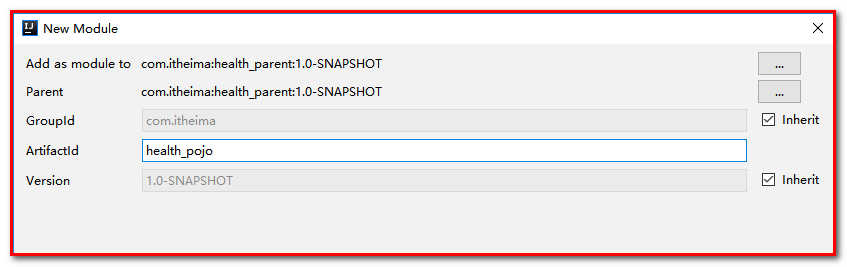 New Module
Add as module to com.itheima:health_parent:1.0-SNAPSHOT ...
Parent com.itheima:health_parent:1.0-SNAPSHOT ...
GroupId com.itheima Inherit
ArtifactId health_pojo
Version 1.0-SNAPSHOT Inherit